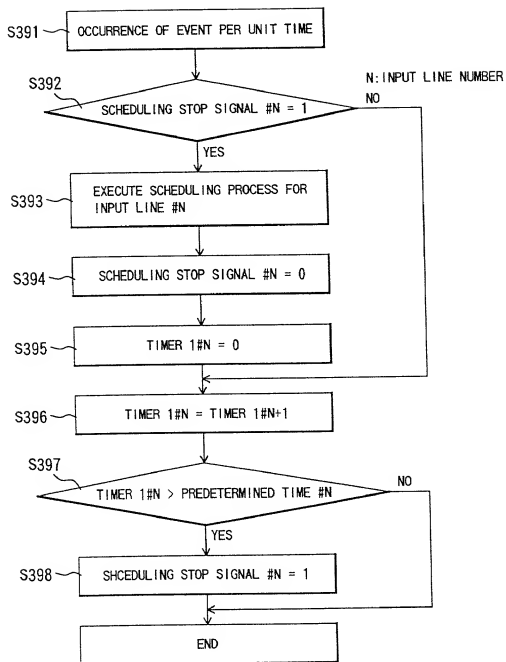 S391
OCCURRENCE OF EVENT PER UNIT TIME
S392
N:INPUT LINE NUMBER
SCHEDULING STOP SIGNAL #N = 1
NO
YES
S393
EXECUTE SCHEDULING PROCESS FOR
INPUT LINE #N
S394
SCHEDULING STOP SIGNAL #N = 0
S395
TIMER 1#N = 0
S396
TIMER 1#N = TIMER 1#N+1
S397
TIMER 1#N > PREDETERMINED TIME #N
NO
YES
S398
SHCEDULING STOP SIGNAL #N = 1
END